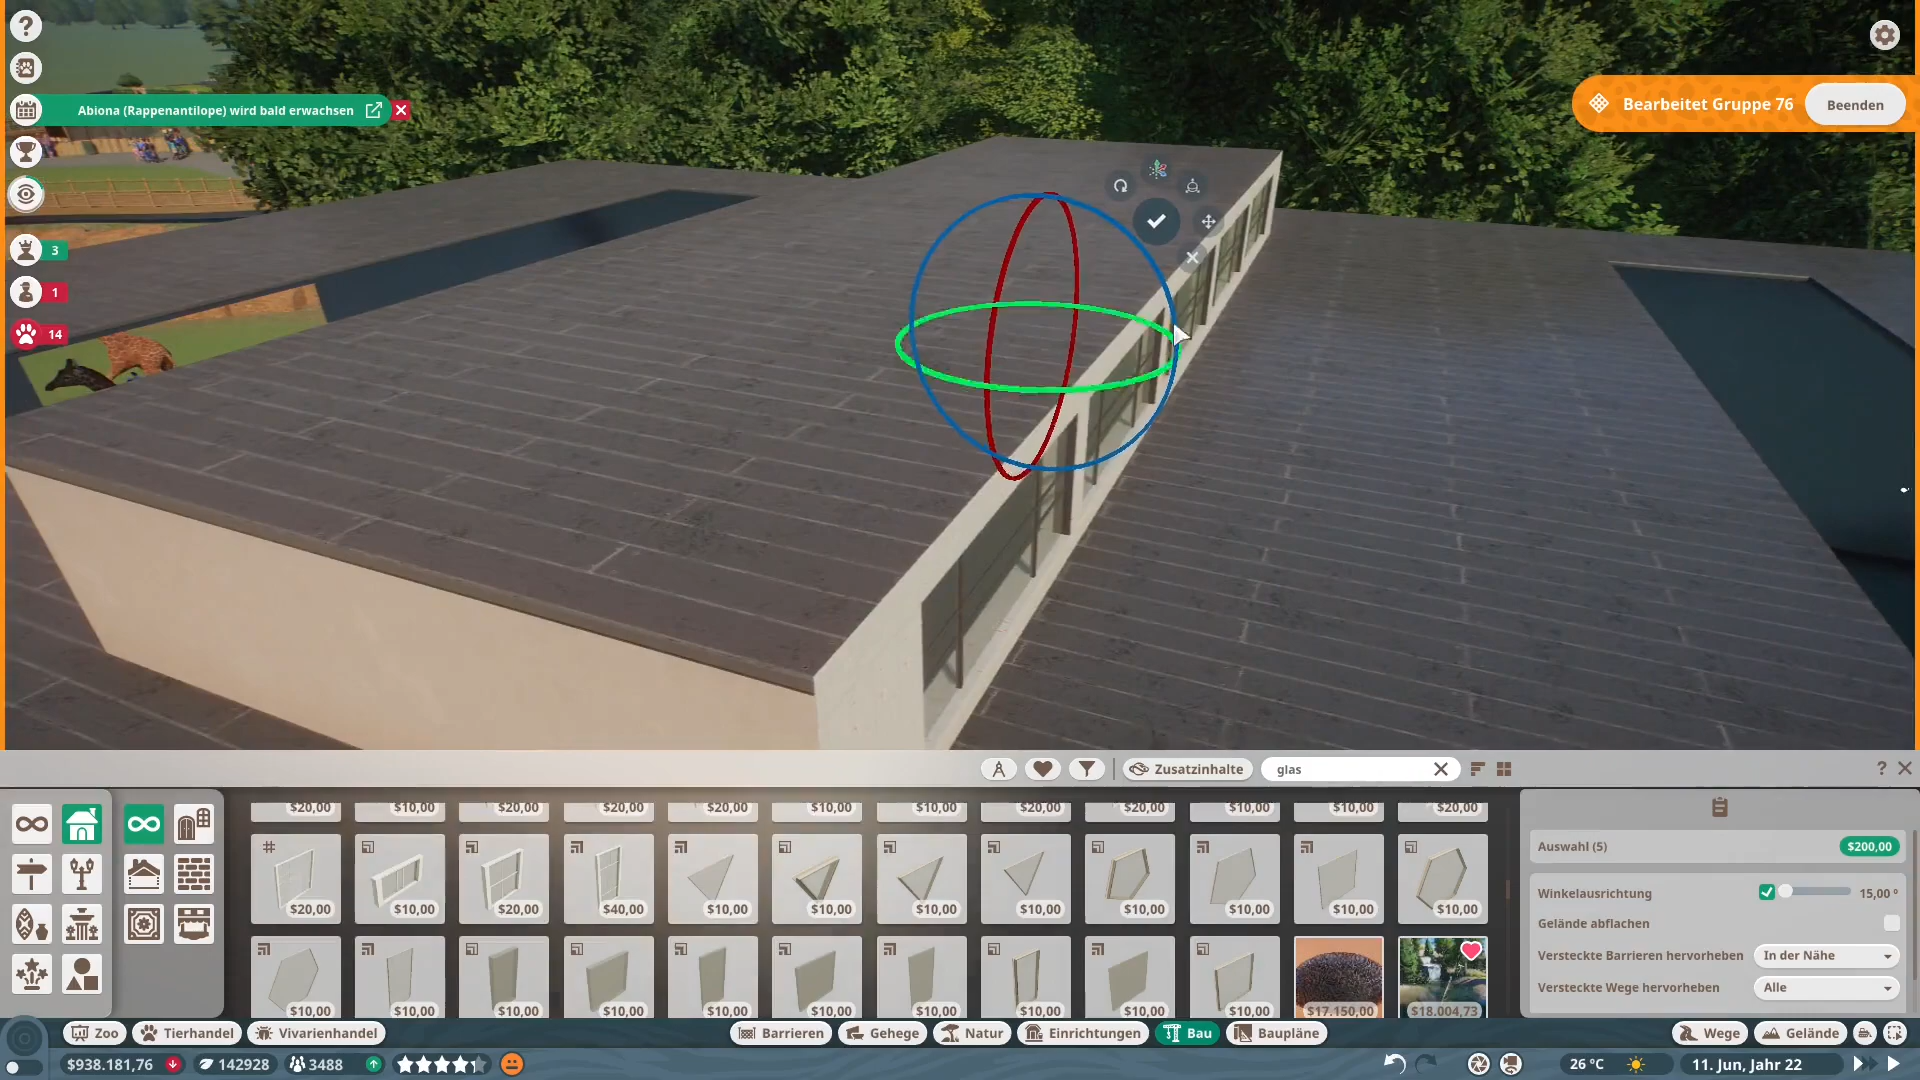 Abiona (Rappenantilope) wird bald erwachsen
Bearbeitet Gruppe 76
Beenden
3
1
14
Zusatzinhalte
glas
$20,00 $10,00 $20,00 $20,00 $20,00 $10,00 $10,00 $20,00 $20,00 $10,00 $10,00 $20,00
$20,00 $10,00 $20,00 $40,00 $10,00 $10,00 $10,00 $10,00 $10,00 $10,00 $10,00 $10,00
$10,00 $10,00 $10,00 $10,00 $10,00 $10,00 $10,00 $10,00 $10,00 $10,00 $17.150,00 $18.004,73
Auswahl (5)
$200,00
Winkelausrichtung
15,00 °
Gelände abflachen
Versteckte Barrieren hervorheben
In der Nähe
Versteckte Wege hervorheben
Alle
Zoo
Tierhandel
Vivarienhandel
Barrieren
Gehege
Natur
Einrichtungen
Bau
Baupläne
Wege
Gelände
$938.181,76
142928
3488
26 °C
11. Jun, Jahr 22